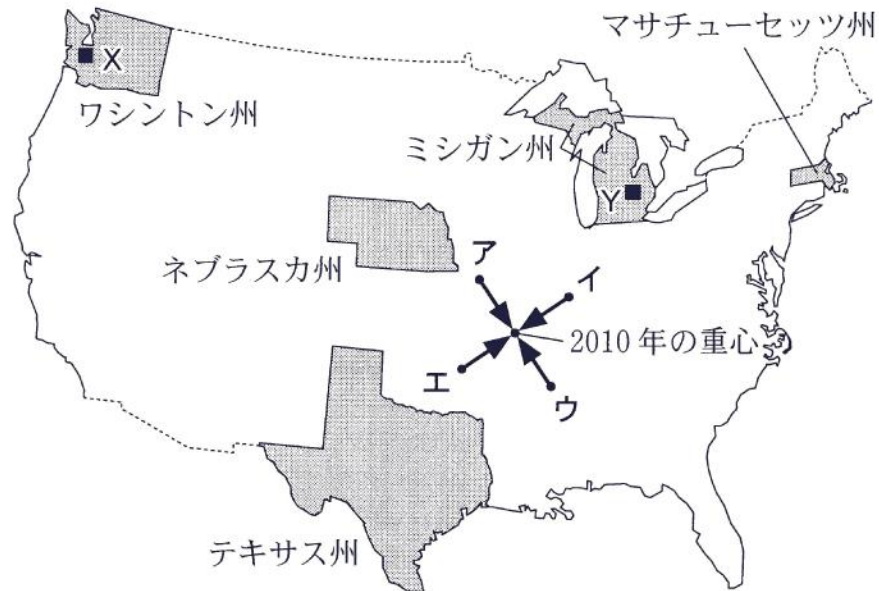 マサチューセッツ州
X
ワシントン州
ミシガン州
Y
ネブラスカ州
ア
イ
2010年の重心
エ
ウ
テキサス州